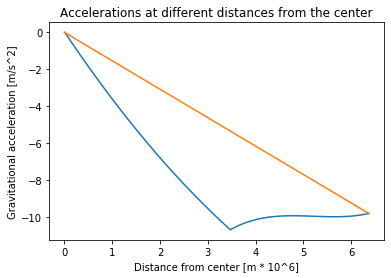 Accelerations at different distances from the center
Gravitational acceleration [m/s^2]
0
−2
−4
−6
−8
−10
0 1 2 3 4 5 6
Distance from center [m * 10^6]